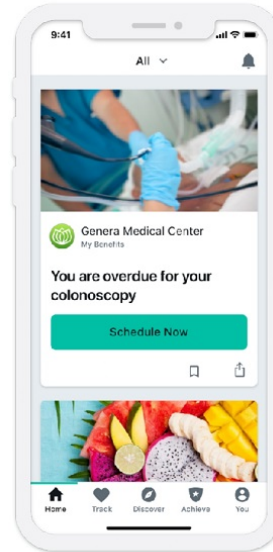 9:41
All
Genera Medical Center
My Benefits
You are overdue for your
colonoscopy
Schedule Now
Home Track Discover Achieve You